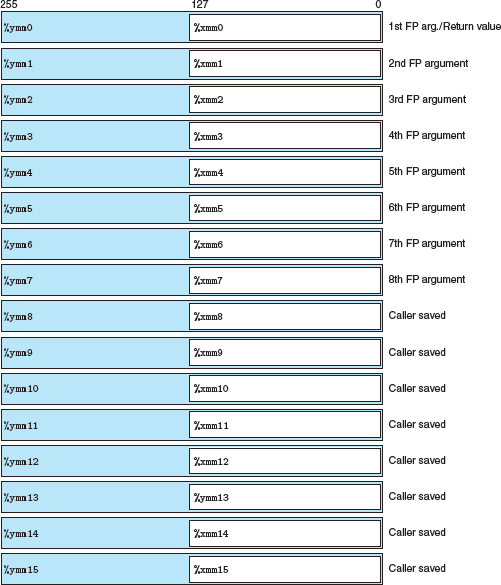 255 127 0
%ymm0 %xmm0 1st FP arg./Return value
%ymm1 %xmm1 2nd FP argument
%ymm2 %xmm2 3rd FP argument
%ymm3 %xmm3 4th FP argument
%ymm4 %xmm4 5th FP argument
%ymm5 %xmm5 6th FP argument
%ymm6 %xmm6 7th FP argument
%ymm7 %xmm7 8th FP argument
%ymm8 %xmm8 Caller saved
%ymm9 %xmm9 Caller saved
%ymm10 %xmm10 Caller saved
%ymm11 %xmm11 Caller saved
%ymm12 %xmm12 Caller saved
%ymm13 %ymm13 Caller saved
%ymm14 %xmm14 Caller saved
%ymm15 %xmm15 Caller saved